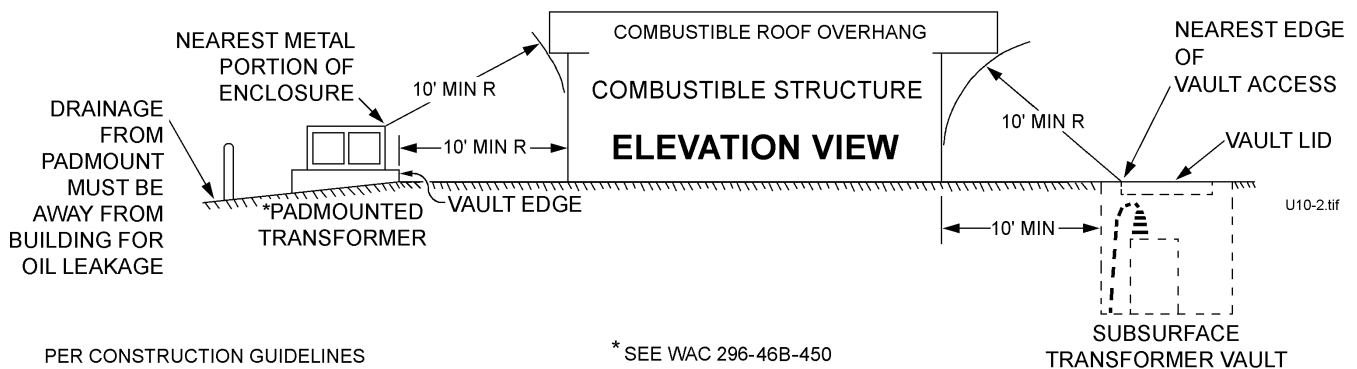 COMBUSTIBLE ROOF OVERHANG
NEAREST METAL
PORTION OF
ENCLOSURE
10' MIN R
COMBUSTIBLE STRUCTURE
ELEVATION VIEW
NEAREST EDGE
OF
VAULT ACCESS
10' MIN R
VAULT LID
DRAINAGE
FROM
PADMOUNT
MUST BE
AWAY FROM
BUILDING FOR
OIL LEAKAGE
10' MIN R
VAULT EDGE
*PADMOUNTED
TRANSFORMER
U10-2.tif
10' MIN
SUBSURFACE
TRANSFORMER VAULT
PER CONSTRUCTION GUIDELINES
* SEE WAC 296-46B-450